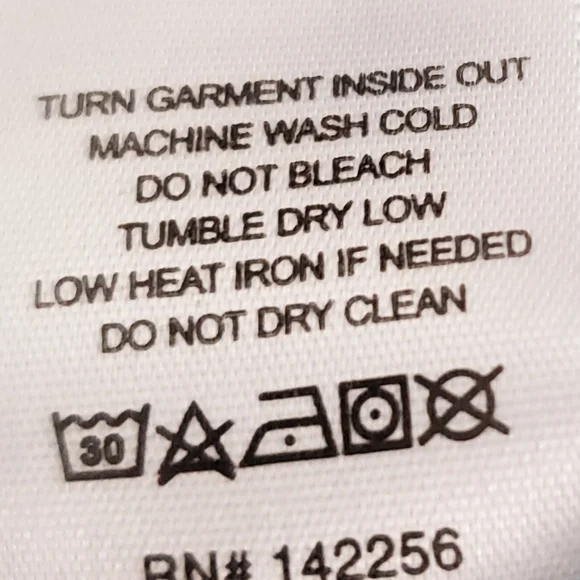 TURN GARMENT INSIDE OUT
MACHINE WASH COLD
DO NOT BLEACH
TUMBLE DRY LOW
LOW HEAT IRON IF NEEDED
DO NOT DRY CLEAN
30
RN# 142256